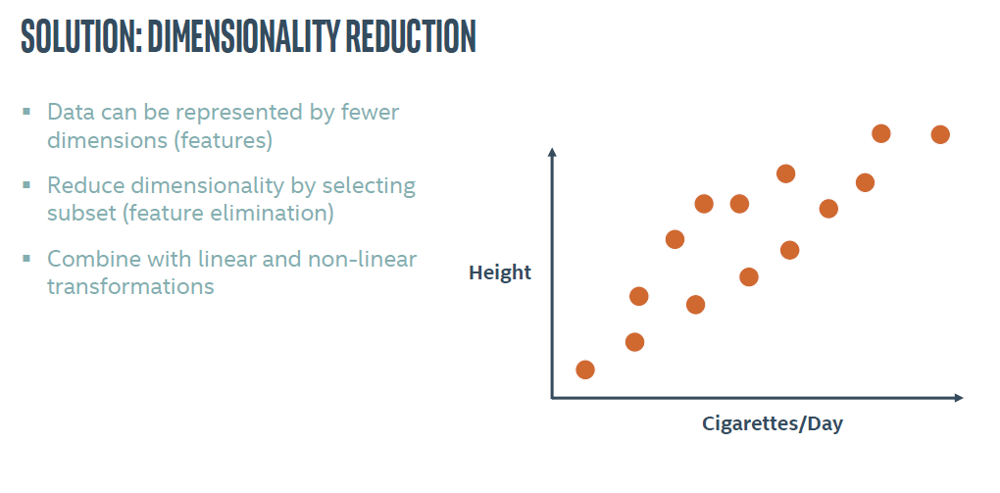 SOLUTION: DIMENSIONALITY REDUCTION
▪ Data can be represented by fewer
dimensions (features)
▪ Reduce dimensionality by selecting
subset (feature elimination)
▪ Combine with linear and non-linear
transformations
Height
Cigarettes/Day